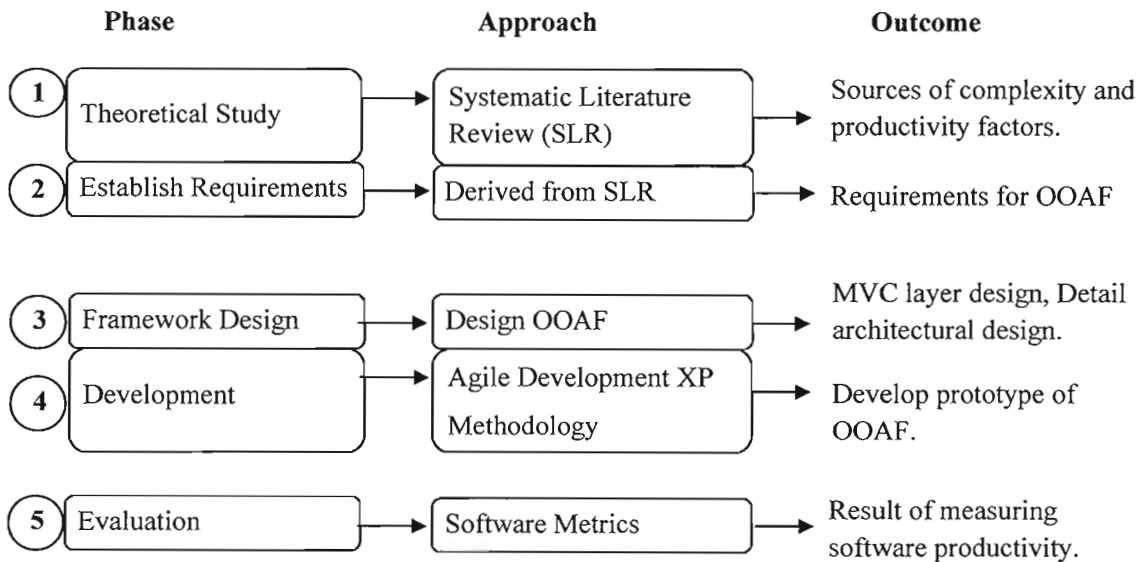 Phase Approach Outcome
1 Theoretical Study
Systematic Literature
Review (SLR)
Sources of complexity and
productivity factors.
2 Establish Requirements
Derived from SLR
Requirements for OOAF
3 Framework Design
Design OOAF
MVC layer design, Detail
architectural design.
4 Development
Agile Development XP
Methodology
Develop prototype of
OOAF.
5 Evaluation
Software Metrics
Result of measuring
software productivity.